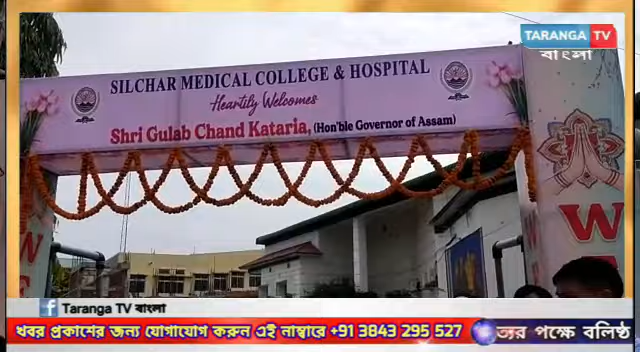 TARANGA TV
বাংলা
SILCHAR MEDICAL COLLEGE & HOSPITAL
Heartily Welcomes
Shri Gulab Chand Kataria, (Hon'ble Governor of Assam)
WE
W
f Taranga TV বাংলা
খবর প্রকাশের জন্য যোগাযোগ করুন এই নাম্বারে +91 3843 295 527
ত্যের পক্ষে বলিষ্ঠ